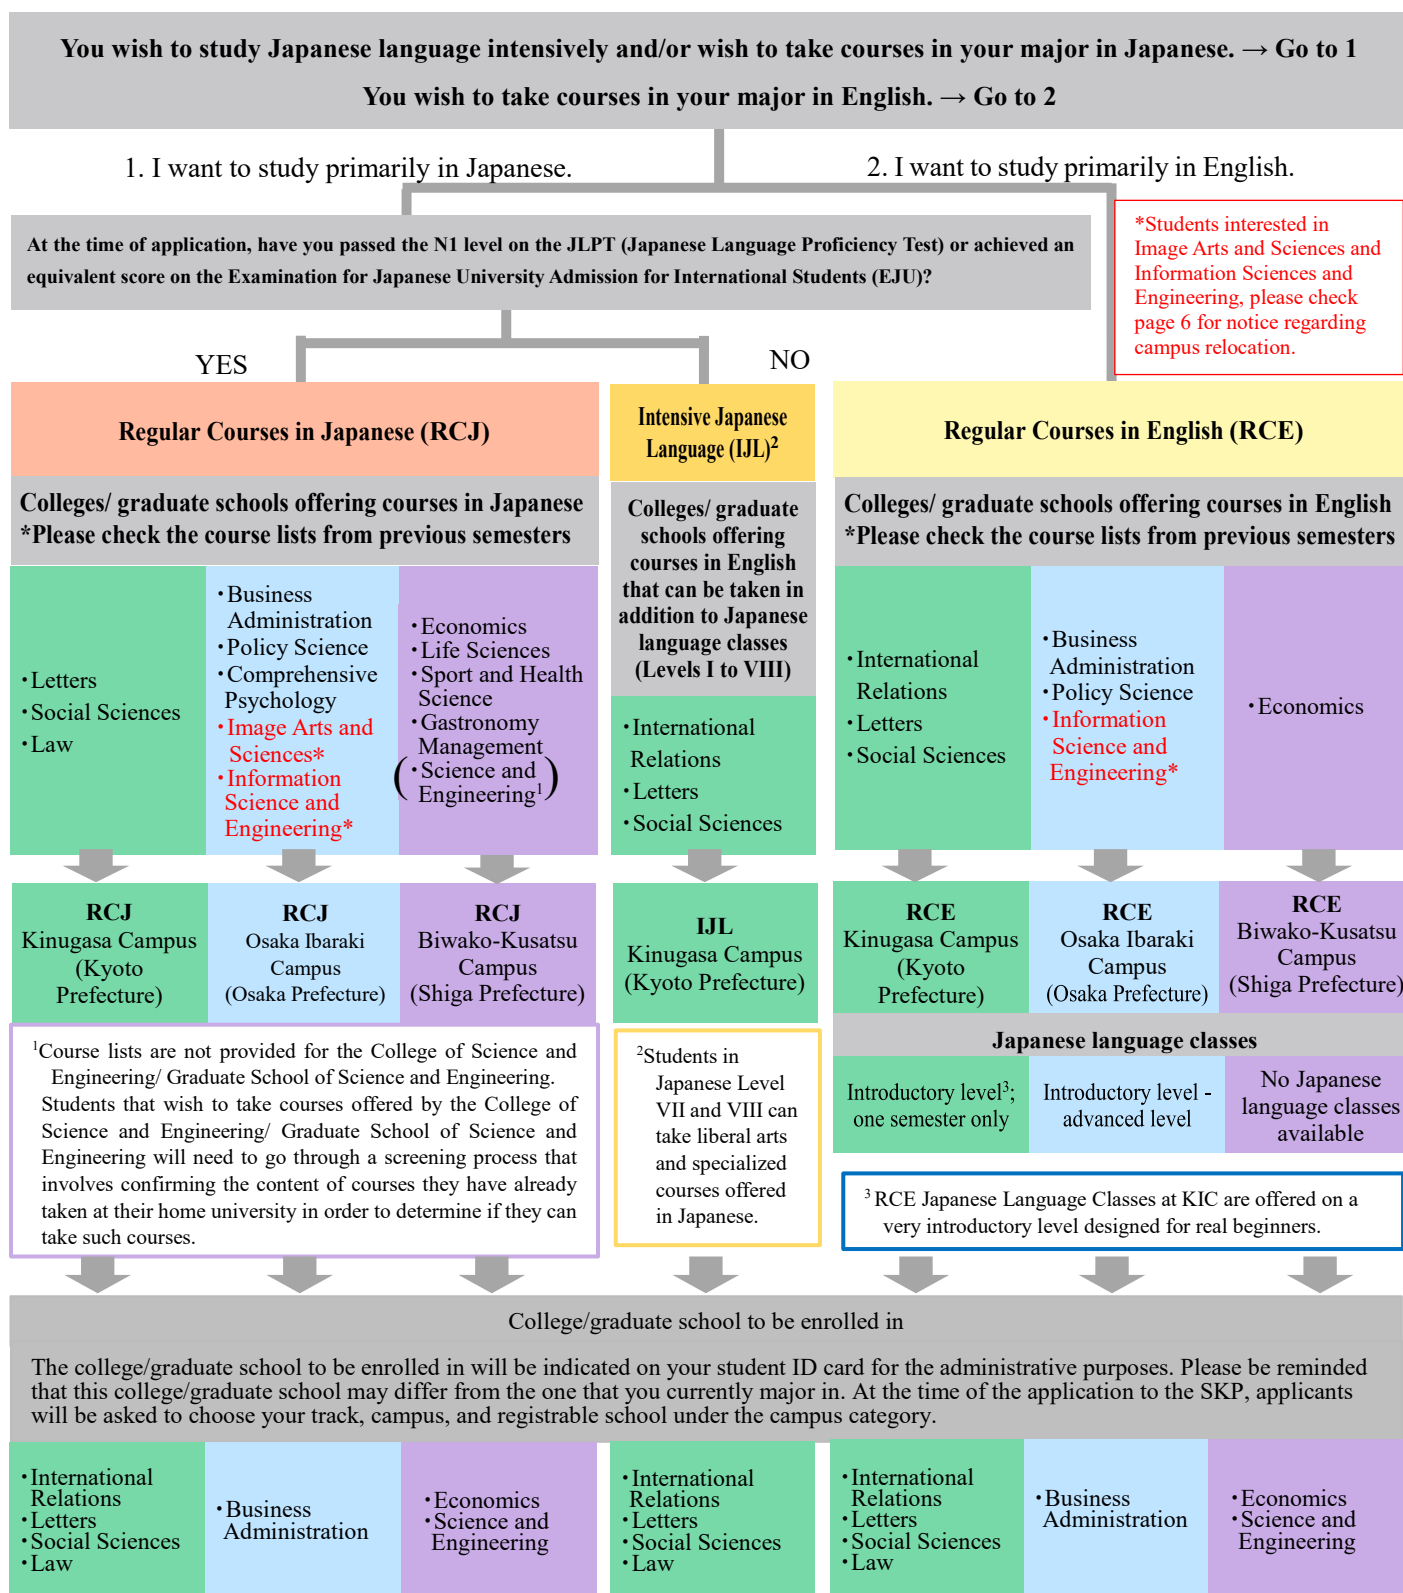 You wish to study Japanese language intensively and/or wish to take courses in your major in Japanese. → Go to 1
You wish to take courses in your major in English. → Go to 2
1. I want to study primarily in Japanese.
2. I want to study primarily in English.
At the time of application, have you passed the N1 level on the JLPT (Japanese Language Proficiency Test) or achieved an
equivalent score on the Examination for Japanese University Admission for International Students (EJU)?
*Students interested in
Image Arts and Sciences and
Information Sciences and
Engineering, please check
page 6 for notice regarding
campus relocation.
YES
NO
Regular Courses in Japanese (RCJ)
Colleges/ graduate schools offering courses in Japanese
*Please check the course lists from previous semesters
・Letters
・Social Sciences
・Law
・Business
Administration
・Policy Science
・Comprehensive
Psychology
・Image Arts and
Sciences*
・Information
Science and
Engineering*
・Economics
・Life Sciences
・Sport and Health
Science
・Gastronomy
Management
(・Science and
Engineering¹)
RCJ
Kinugasa Campus
(Kyoto
Prefecture)
RCJ
Osaka Ibaraki
Campus
(Osaka Prefecture)
RCJ
Biwako-Kusatsu
Campus
(Shiga Prefecture)
¹Course lists are not provided for the College of Science and
Engineering/ Graduate School of Science and Engineering.
Students that wish to take courses offered by the College of
Science and Engineering/ Graduate School of Science and
Engineering will need to go through a screening process that
involves confirming the content of courses they have already
taken at their home university in order to determine if they can
take such courses.
Intensive Japanese
Language (IJL)²
Colleges/ graduate
schools offering
courses in English
that can be taken in
addition to Japanese
language classes
(Levels I to VIII)
・International
Relations
・Letters
・Social Sciences
IJL
Kinugasa Campus
(Kyoto Prefecture)
²Students in
Japanese Level
VII and VIII can
take liberal arts
and specialized
courses offered
in Japanese.
Regular Courses in English (RCE)
Colleges/ graduate schools offering courses in English
*Please check the course lists from previous semesters
・International
Relations
・Letters
・Social Sciences
・Business
Administration
・Policy Science
・Information
Science and
Engineering*
・Economics
RCE
Kinugasa Campus
(Kyoto
Prefecture)
RCE
Osaka Ibaraki
Campus
(Osaka Prefecture)
RCE
Biwako-Kusatsu
Campus
(Shiga Prefecture)
Japanese language classes
Introductory level³;
one semester only
Introductory level -
advanced level
No Japanese
language classes
available
³ RCE Japanese Language Classes at KIC are offered on a
very introductory level designed for real beginners.
College/graduate school to be enrolled in
The college/graduate school to be enrolled in will be indicated on your student ID card for the administrative purposes. Please be reminded
that this college/graduate school may differ from the one that you currently major in. At the time of the application to the SKP, applicants
will be asked to choose your track, campus, and registrable school under the campus category.
・International
Relations
・Letters
・Social Sciences
・Law
・Business
Administration
・Economics
・Science and
Engineering
・International
Relations
・Letters
・Social Sciences
・Law
・International
Relations
・Letters
・Social Sciences
・Law
・Business
Administration
・Economics
・Science and
Engineering